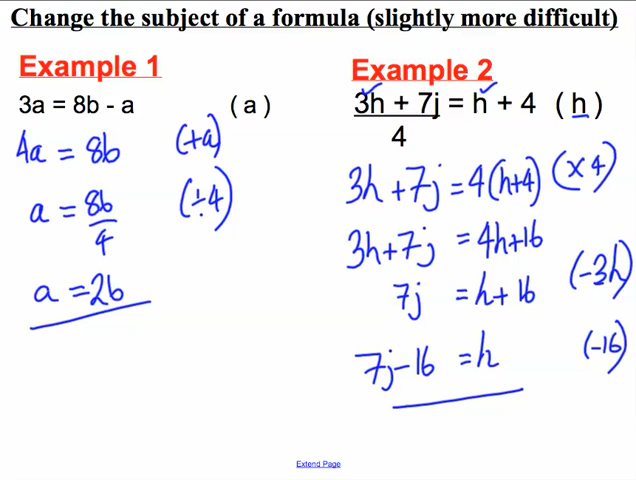 Change the subject of a formula (slightly more difficult)
Example 1
3a = 8b - a (a)
4a = 8b (+a)
a = 8b/4 (÷4)
a = 2b
Example 2
3h + 7j = h + 4 (h)
4
3h + 7j = 4(h+4) (×4)
3h + 7j = 4h + 16
7j = h + 16 (-3h)
7j - 16 = h (-16)
Extend Page